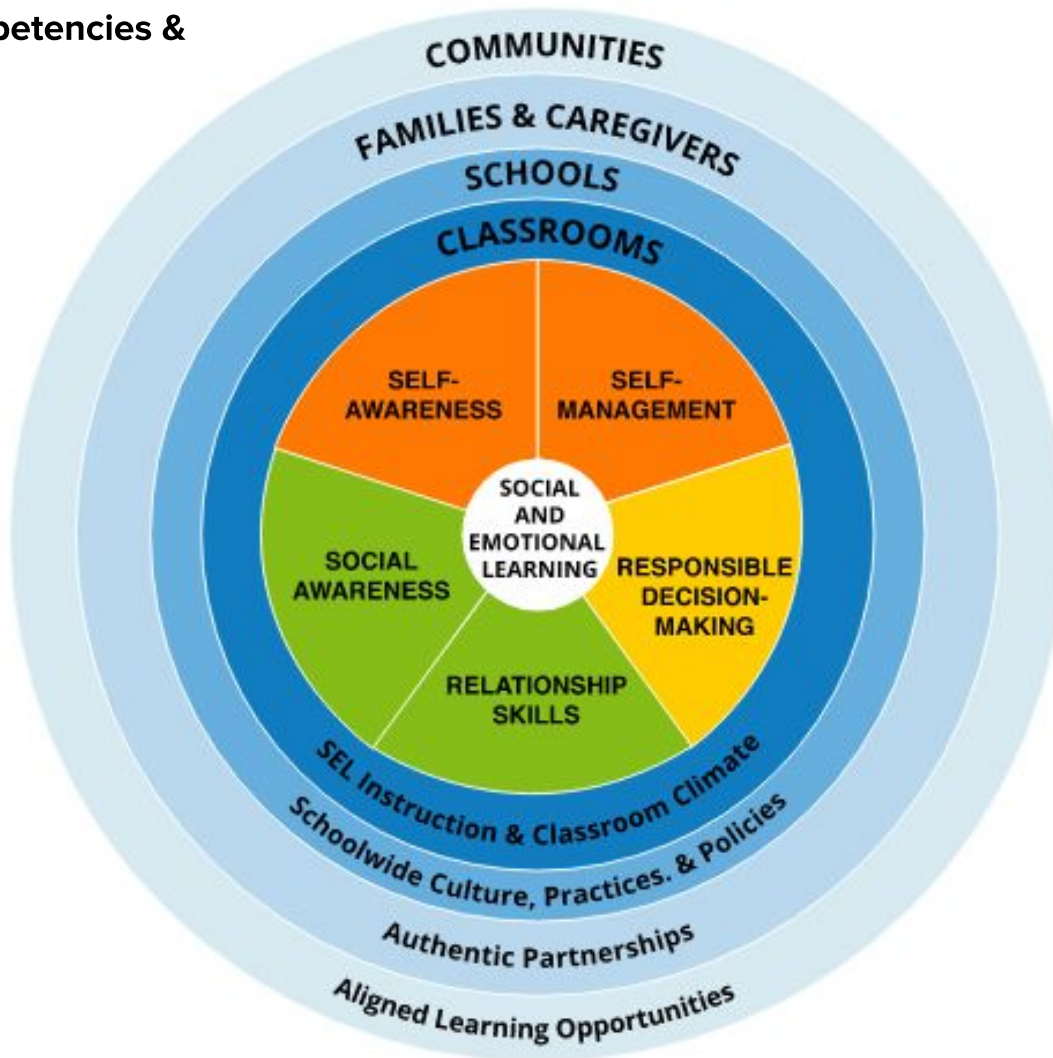 petencies &
COMMUNITIES
FAMILIES & CAREGIVERS
SCHOOLS
CLASSROOMS
SELF-
AWARENESS
SELF-
MANAGEMENT
SOCIAL
AND
EMOTIONAL
LEARNING
SOCIAL
AWARENESS
RESPONSIBLE
DECISION-
MAKING
RELATIONSHIP
SKILLS
SEL Instruction & Classroom Climate
Schoolwide Culture, Practices. & Policies
Authentic Partnerships
Aligned Learning Opportunities